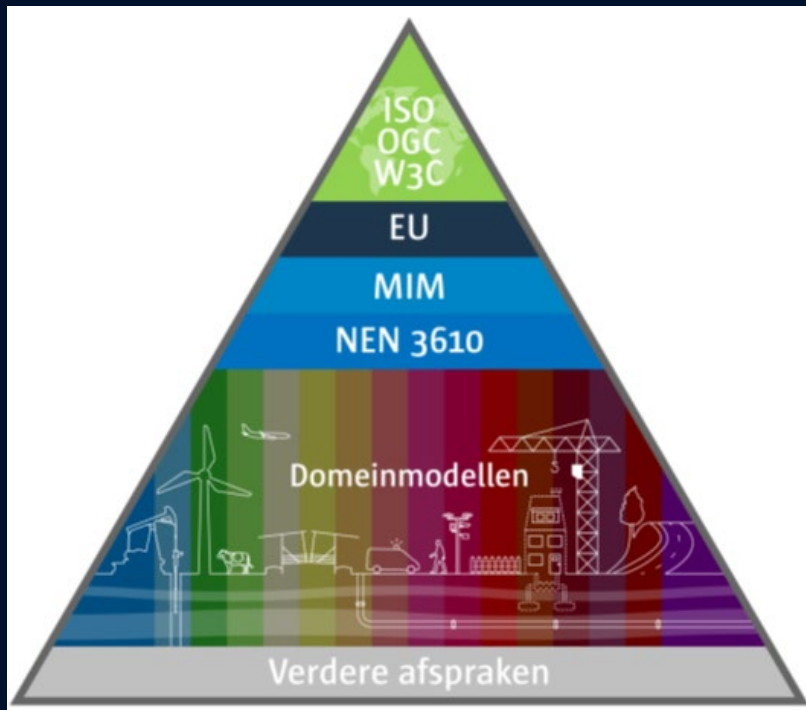 ISO
OGC
W3C
EU
MIM
NEN 3610
Domeinmodellen
Verdere afspraken